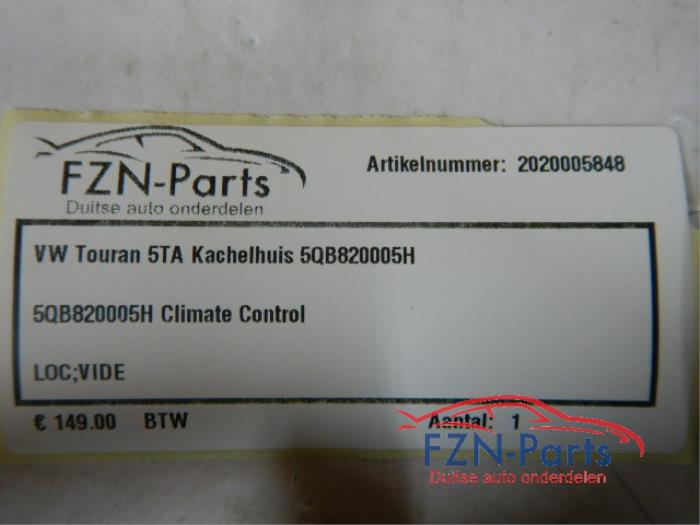 FZN-Parts
Duitse auto onderdelen
Artikelnummer: 2020005848
VW Touran 5TA Kachelhuis 5QB820005H
5QB820005H Climate Control
LOC;VIDE
€ 149.00 BTW Aantal: 1
FZN-Parts
Duitse auto onderdelen